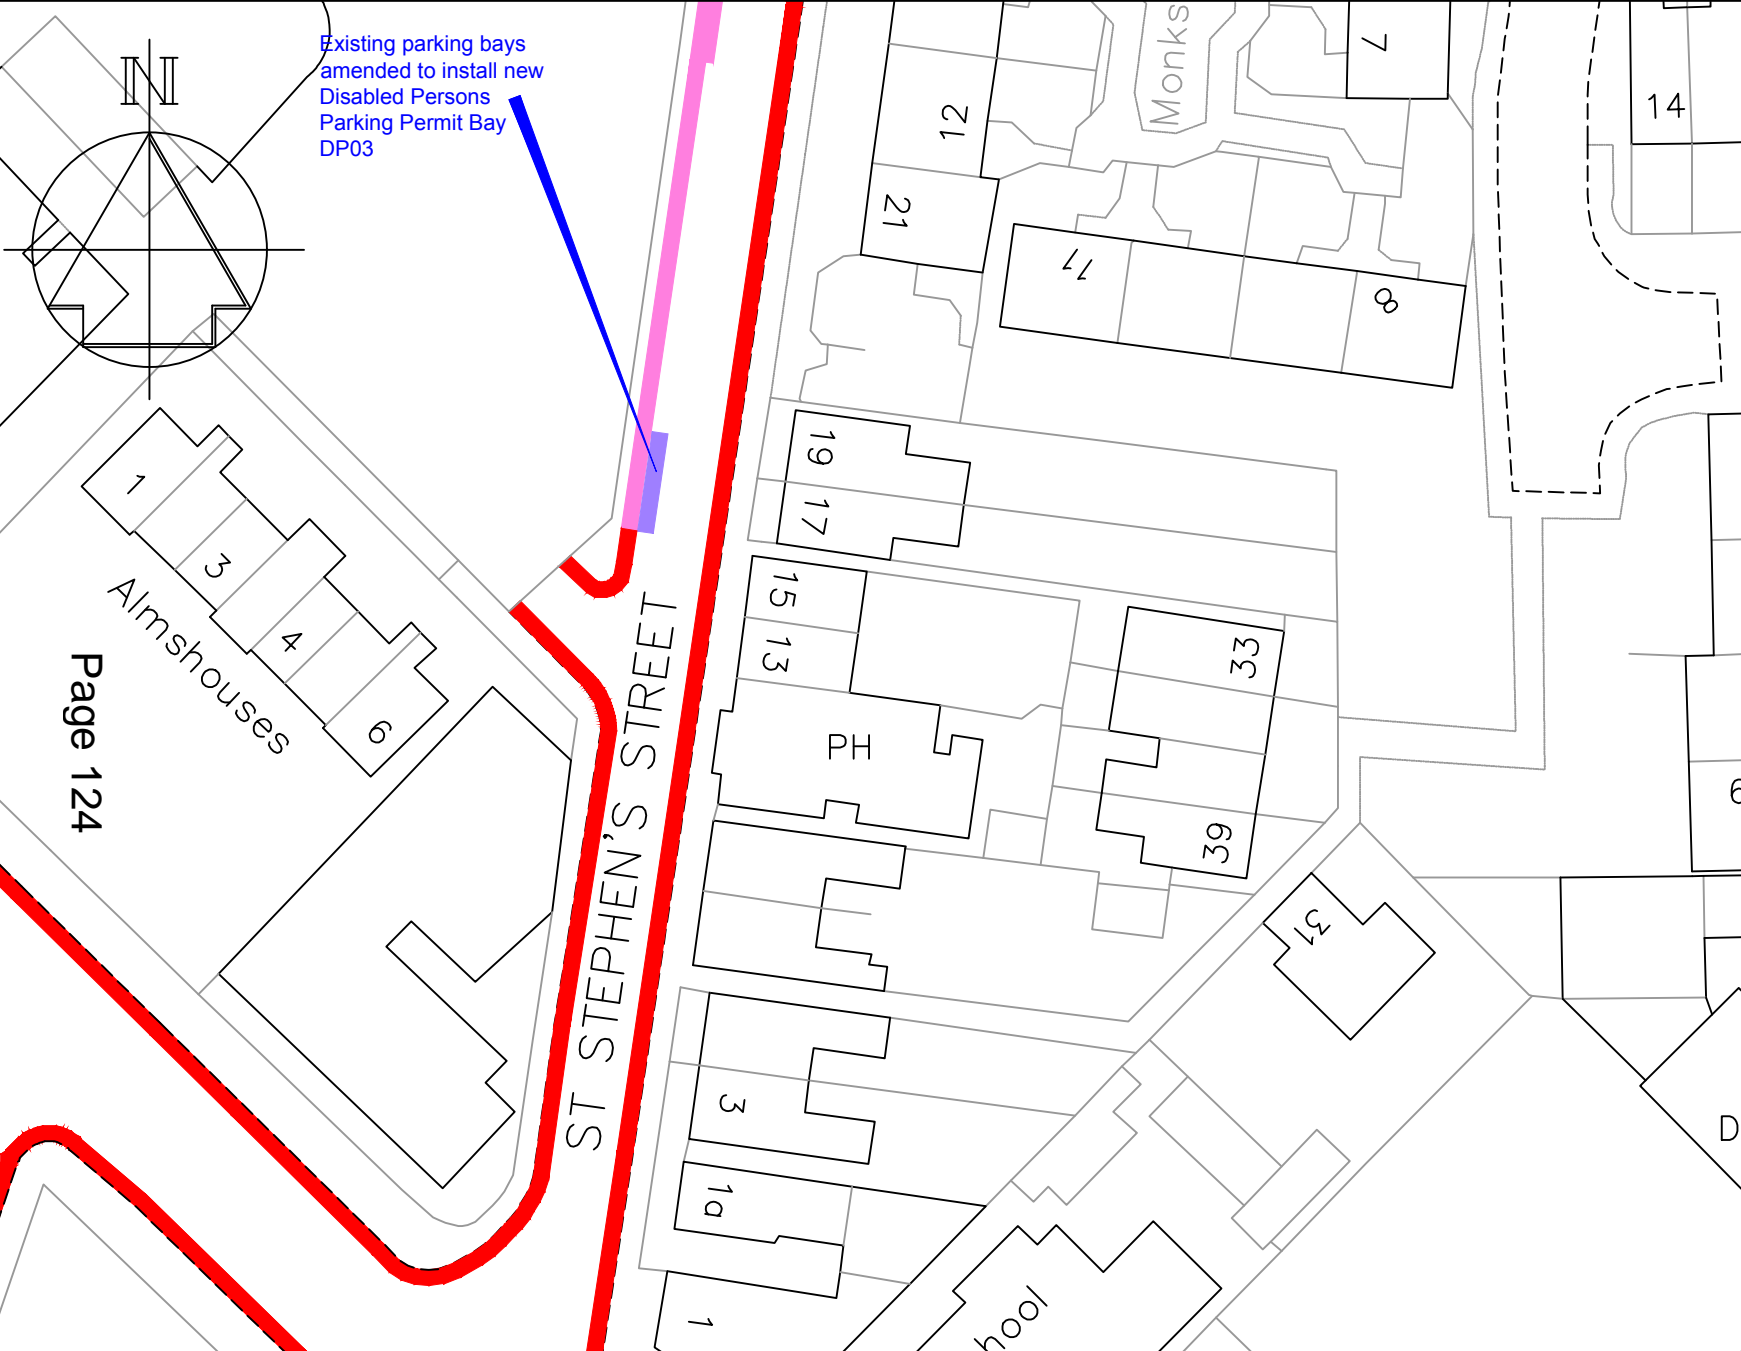 N
Existing parking bays
amended to install new
Disabled Persons
Parking Permit Bay
DP03
Monks
7
12
14
21
11
8
19
17
15
13
33
PH
39
31
1
3
4
6
Almshouses
Page 124
ST STEPHEN'S STREET
3
1a
1
hool
6
D